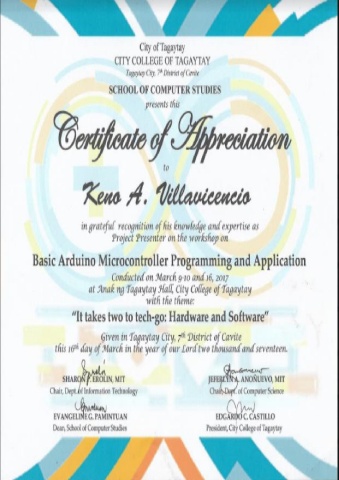 City of Tagaytay
CITY COLLEGE OF TAGAYTAY
Tagaytay City, 7th District of Cavite
SCHOOL OF COMPUTER STUDIES
presents this
Certificate of Appreciation
to
Keno A. Villavicencio
in grateful recognition of his knowledge and expertise as
Project Presenter on the workshop on
Basic Arduino Microcontroller Programming and Application
Conducted on March 9-10 and 16, 2017
at Anak ng Tagaytay Hall, City College of Tagaytay
with the theme:
"It takes two to tech-go: Hardware and Software"
Given in Tagaytay City, 7th District of Cavite
this 16th day of March in the year of our Lord two thousand and seventeen.
SHARON P. EROLIN, MIT
JEFERLYN A. ANONUEVO, MIT
Chair, Dept. of Information Technology
Chair, Dept. of Computer Science
EVANGELINE G. PAMINTUAN
EDGARDO C. CASTILLO
Dean, School of Computer Studies
President, City College of Tagaytay